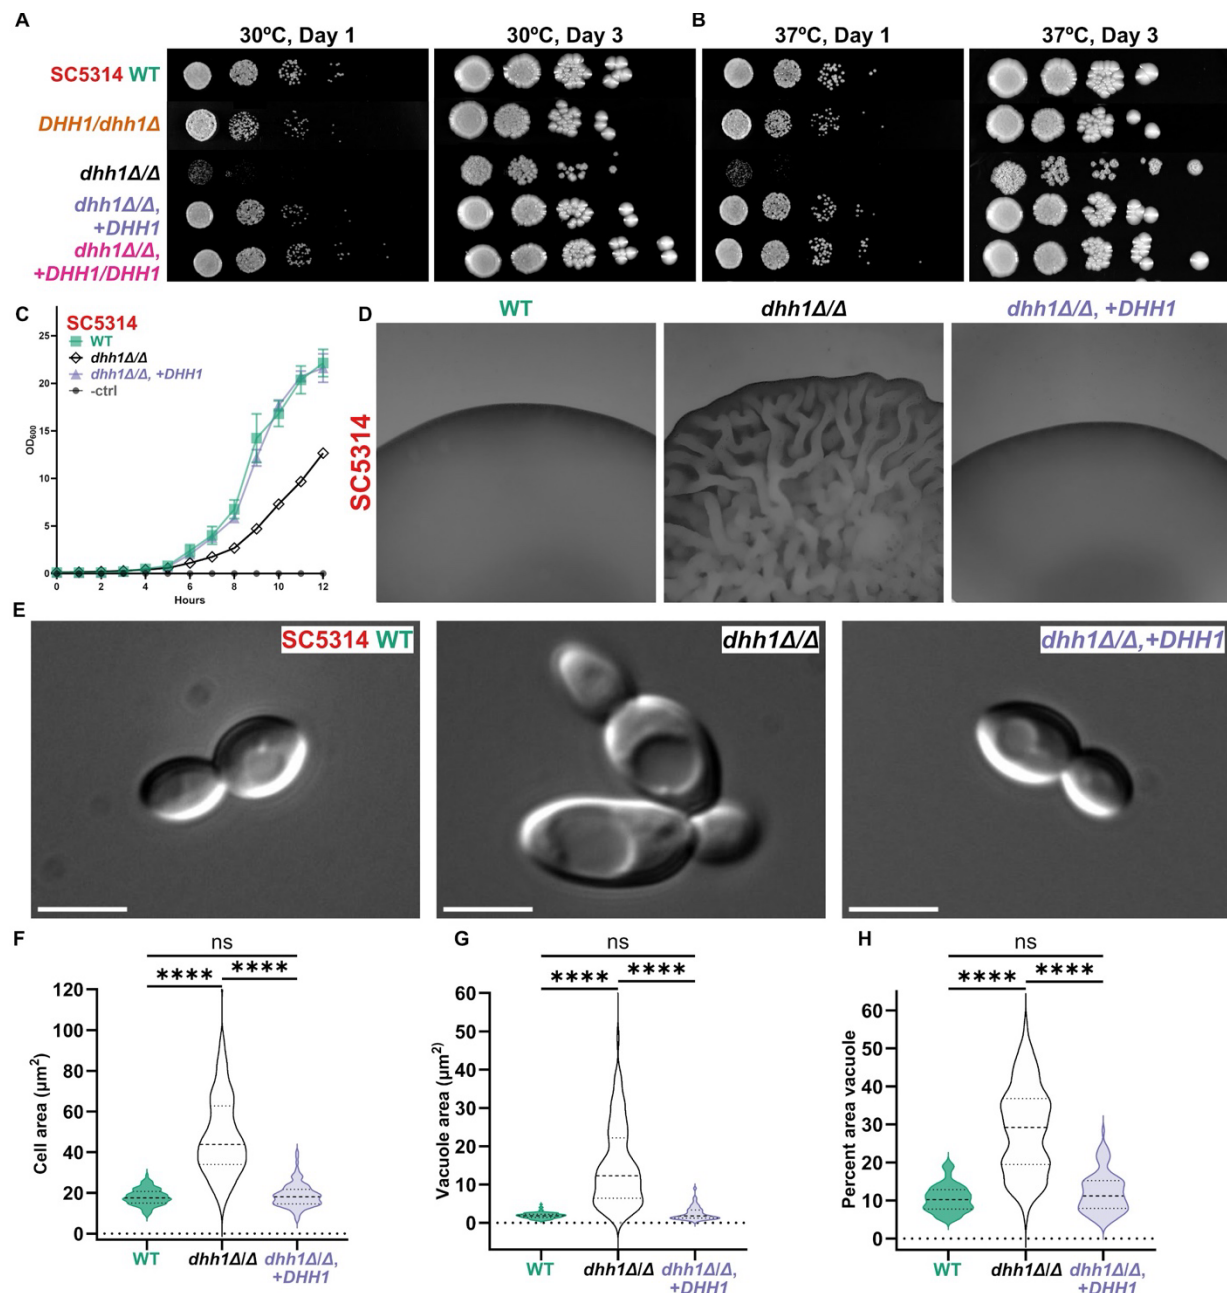 A
B
30ºC, Day 1
30ºC, Day 3
37ºC, Day 1
37ºC, Day 3
SC5314 WT
DHH1/dhh1Δ
dhh1Δ/Δ
dhh1Δ/Δ,
+DHH1
dhh1Δ/Δ,
+DHH1/DHH1
C
SC5314
WT
dhh1Δ/Δ
dhh1Δ/Δ, +DHH1
-ctrl
OD600
25
20
15
10
5
0
0 2 4 6 8 10 12
Hours
D
WT
dhh1Δ/Δ
dhh1Δ/Δ, +DHH1
SC5314
E
SC5314 WT
dhh1Δ/Δ
dhh1Δ/Δ,+DHH1
F
ns
**** ****
Cell area (µm²)
120
100
80
60
40
20
0
WT
dhh1Δ/Δ
dhh1Δ/Δ,
+DHH1
G
ns
**** ****
Vacuole area (µm²)
60
50
40
30
20
10
0
WT
dhh1Δ/Δ
dhh1Δ/Δ,
+DHH1
H
ns
**** ****
Percent area vacuole
60
50
40
30
20
10
0
WT
dhh1Δ/Δ
dhh1Δ/Δ,
+DHH1